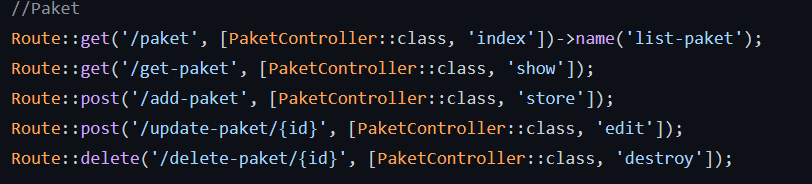 //Paket
Route::get('/paket', [PaketController::class, 'index'])->name('list-paket');
Route::get('/get-paket', [PaketController::class, 'show']);
Route::post('/add-paket', [PaketController::class, 'store']);
Route::post('/update-paket/{id}', [PaketController::class, 'edit']);
Route::delete('/delete-paket/{id}', [PaketController::class, 'destroy']);